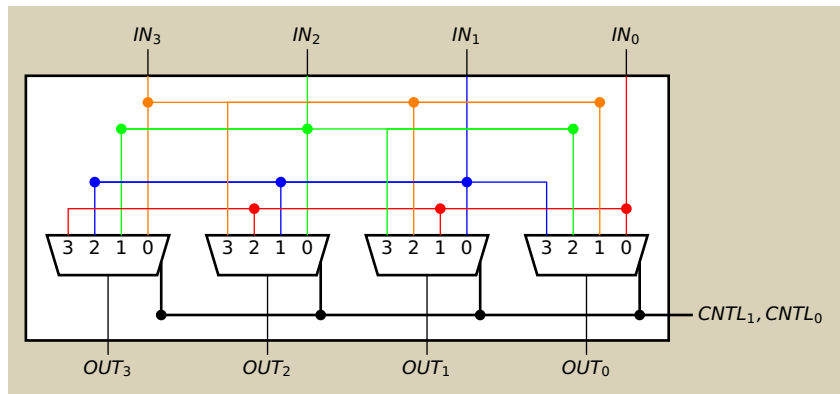 IN₃ IN₂ IN₁ IN₀
3 2 1 0 3 2 1 0 3 2 1 0 3 2 1 0
CNTL₁, CNTL₀
OUT₃ OUT₂ OUT₁ OUT₀